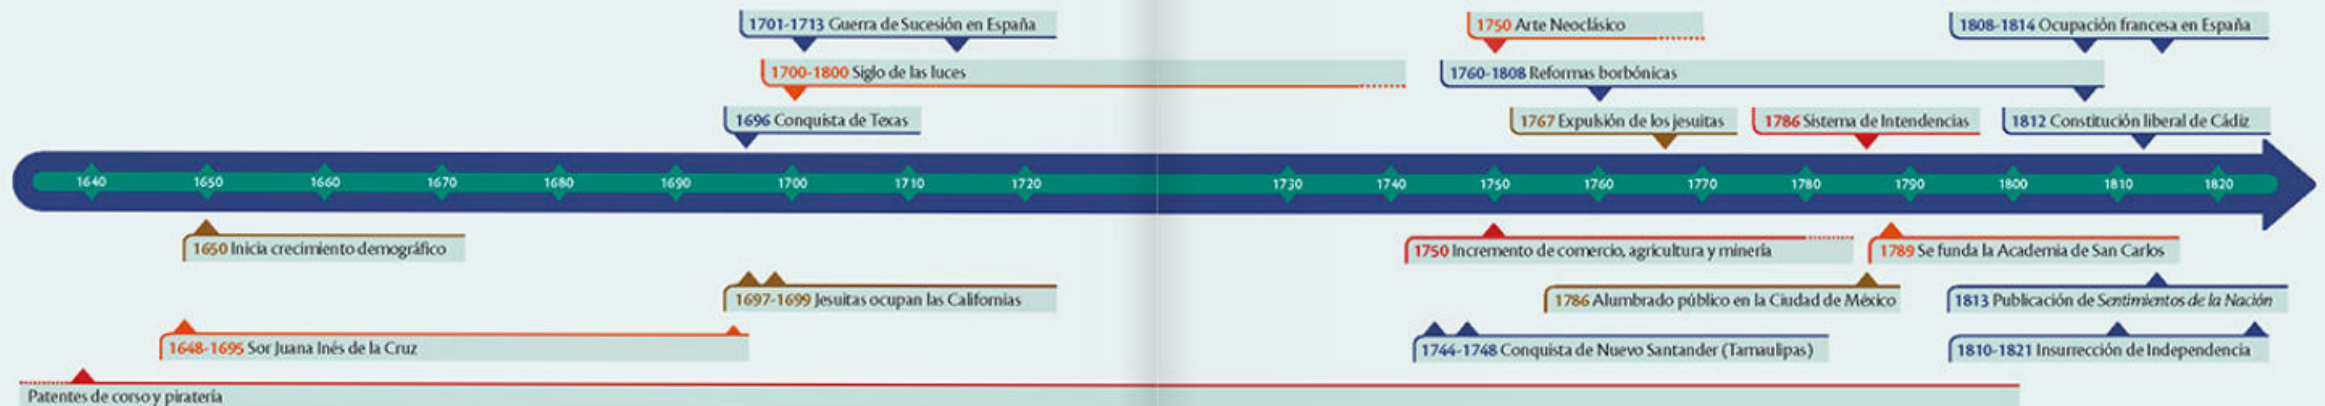 1701-1713 Guerra de Sucesión en España
1750 Arte Neoclásico
1808-1814 Ocupación francesa en España
1700-1800 Siglo de las luces
1760-1808 Reformas borbónicas
1696 Conquista de Texas
1767 Expulsión de los jesuitas
1786 Sistema de Intendencias
1812 Constitución liberal de Cádiz
1640 1650 1660 1670 1680 1690 1700 1710 1720 1730 1740 1750 1760 1770 1780 1790 1800 1810 1820
1650 Inicia crecimiento demográfico
1750 Incremento de comercio, agricultura y minería
1789 Se funda la Academia de San Carlos
1697-1699 Jesuitas ocupan las Californias
1786 Alumbrado público en la Ciudad de México
1813 Publicación de Sentimientos de la Nación
1648-1695 Sor Juana Inés de la Cruz
1744-1748 Conquista de Nuevo Santander (Tamaulipas)
1810-1821 Insurrección de Independencia
Patentes de corso y piratería